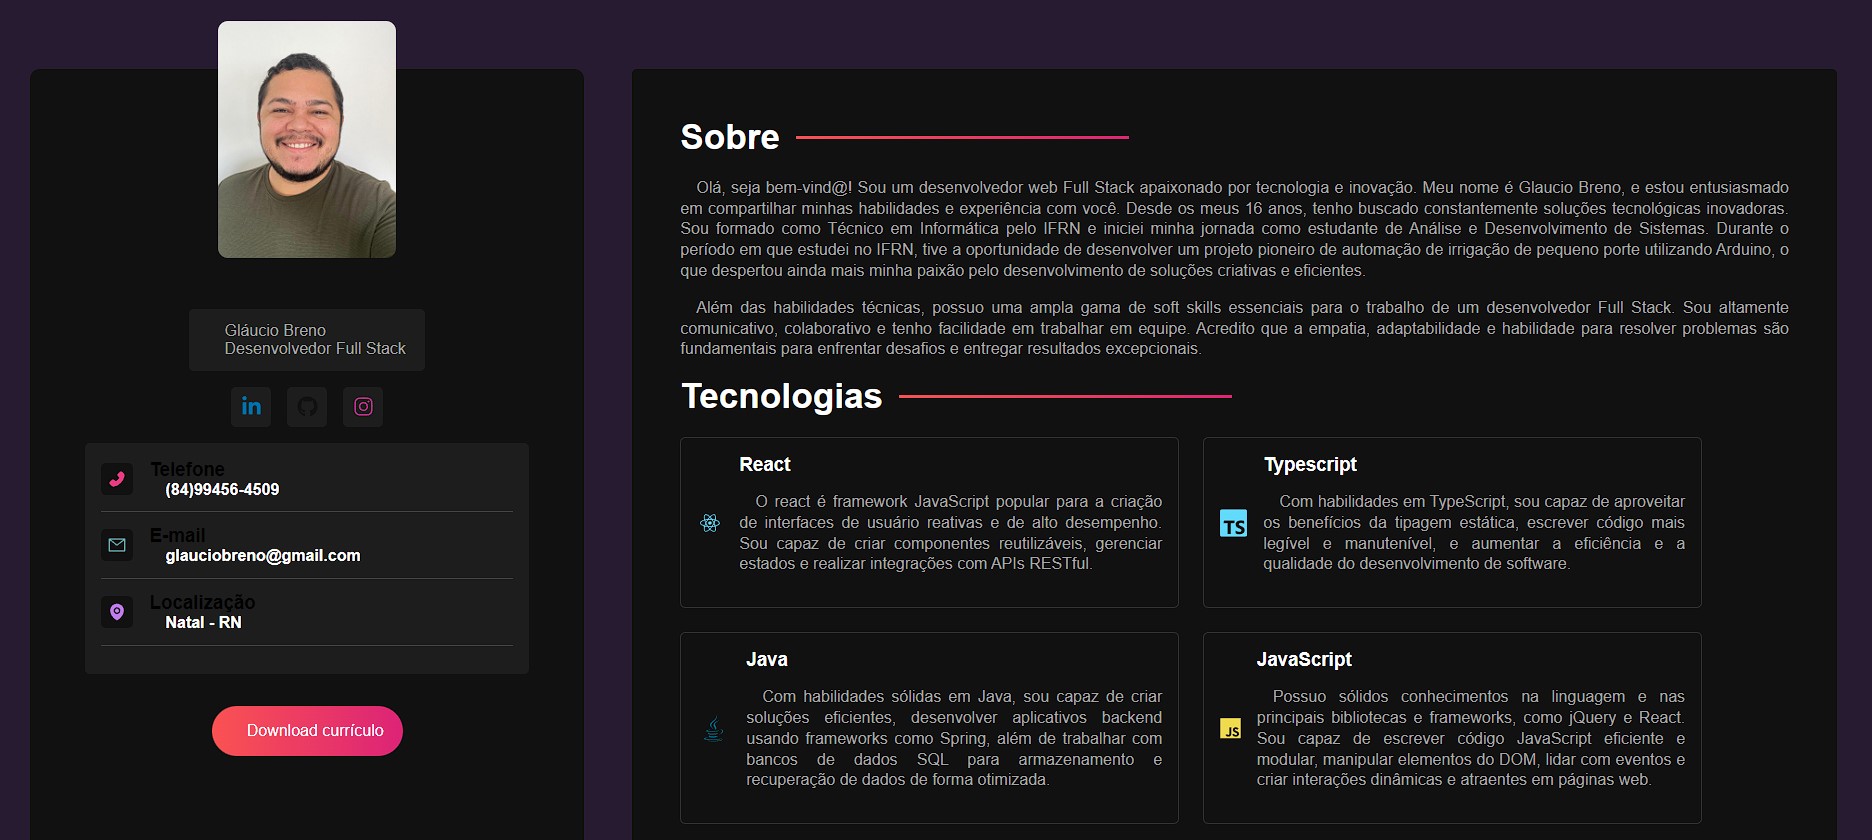 Gláucio Breno
Desenvolvedor Full Stack
in
Telefone
(84)99456-4509
E-mail
glauciobreno@gmail.com
Localização
Natal - RN
Download currículo
Sobre
Olá, seja bem-vind@! Sou um desenvolvedor web Full Stack apaixonado por tecnologia e inovação. Meu nome é Glaucio Breno, e estou entusiasmado
em compartilhar minhas habilidades e experiência com você. Desde os meus 16 anos, tenho buscado constantemente soluções tecnológicas inovadoras.
Sou formado como Técnico em Informática pelo IFRN e iniciei minha jornada como estudante de Análise e Desenvolvimento de Sistemas. Durante o
período em que estudei no IFRN, tive a oportunidade de desenvolver um projeto pioneiro de automação de irrigação de pequeno porte utilizando Arduino, o
que despertou ainda mais minha paixão pelo desenvolvimento de soluções criativas e eficientes.
Além das habilidades técnicas, possuo uma ampla gama de soft skills essenciais para o trabalho de um desenvolvedor Full Stack. Sou altamente
comunicativo, colaborativo e tenho facilidade em trabalhar em equipe. Acredito que a empatia, adaptabilidade e habilidade para resolver problemas são
fundamentais para enfrentar desafios e entregar resultados excepcionais.
Tecnologias
React
O react é framework JavaScript popular para a criação
de interfaces de usuário reativas e de alto desempenho.
Sou capaz de criar componentes reutilizáveis, gerenciar
estados e realizar integrações com APIs RESTful.
TS
Typescript
Com habilidades em TypeScript, sou capaz de aproveitar
os benefícios da tipagem estática, escrever código mais
legível e manutenível, e aumentar a eficiência e a
qualidade do desenvolvimento de software.
Java
Com habilidades sólidas em Java, sou capaz de criar
soluções eficientes, desenvolver aplicativos backend
usando frameworks como Spring, além de trabalhar com
bancos de dados SQL para armazenamento e
recuperação de dados de forma otimizada.
JS
JavaScript
Possuo sólidos conhecimentos na linguagem e nas
principais bibliotecas e frameworks, como jQuery e React.
Sou capaz de escrever código JavaScript eficiente e
modular, manipular elementos do DOM, lidar com eventos e
criar interações dinâmicas e atraentes em páginas web.